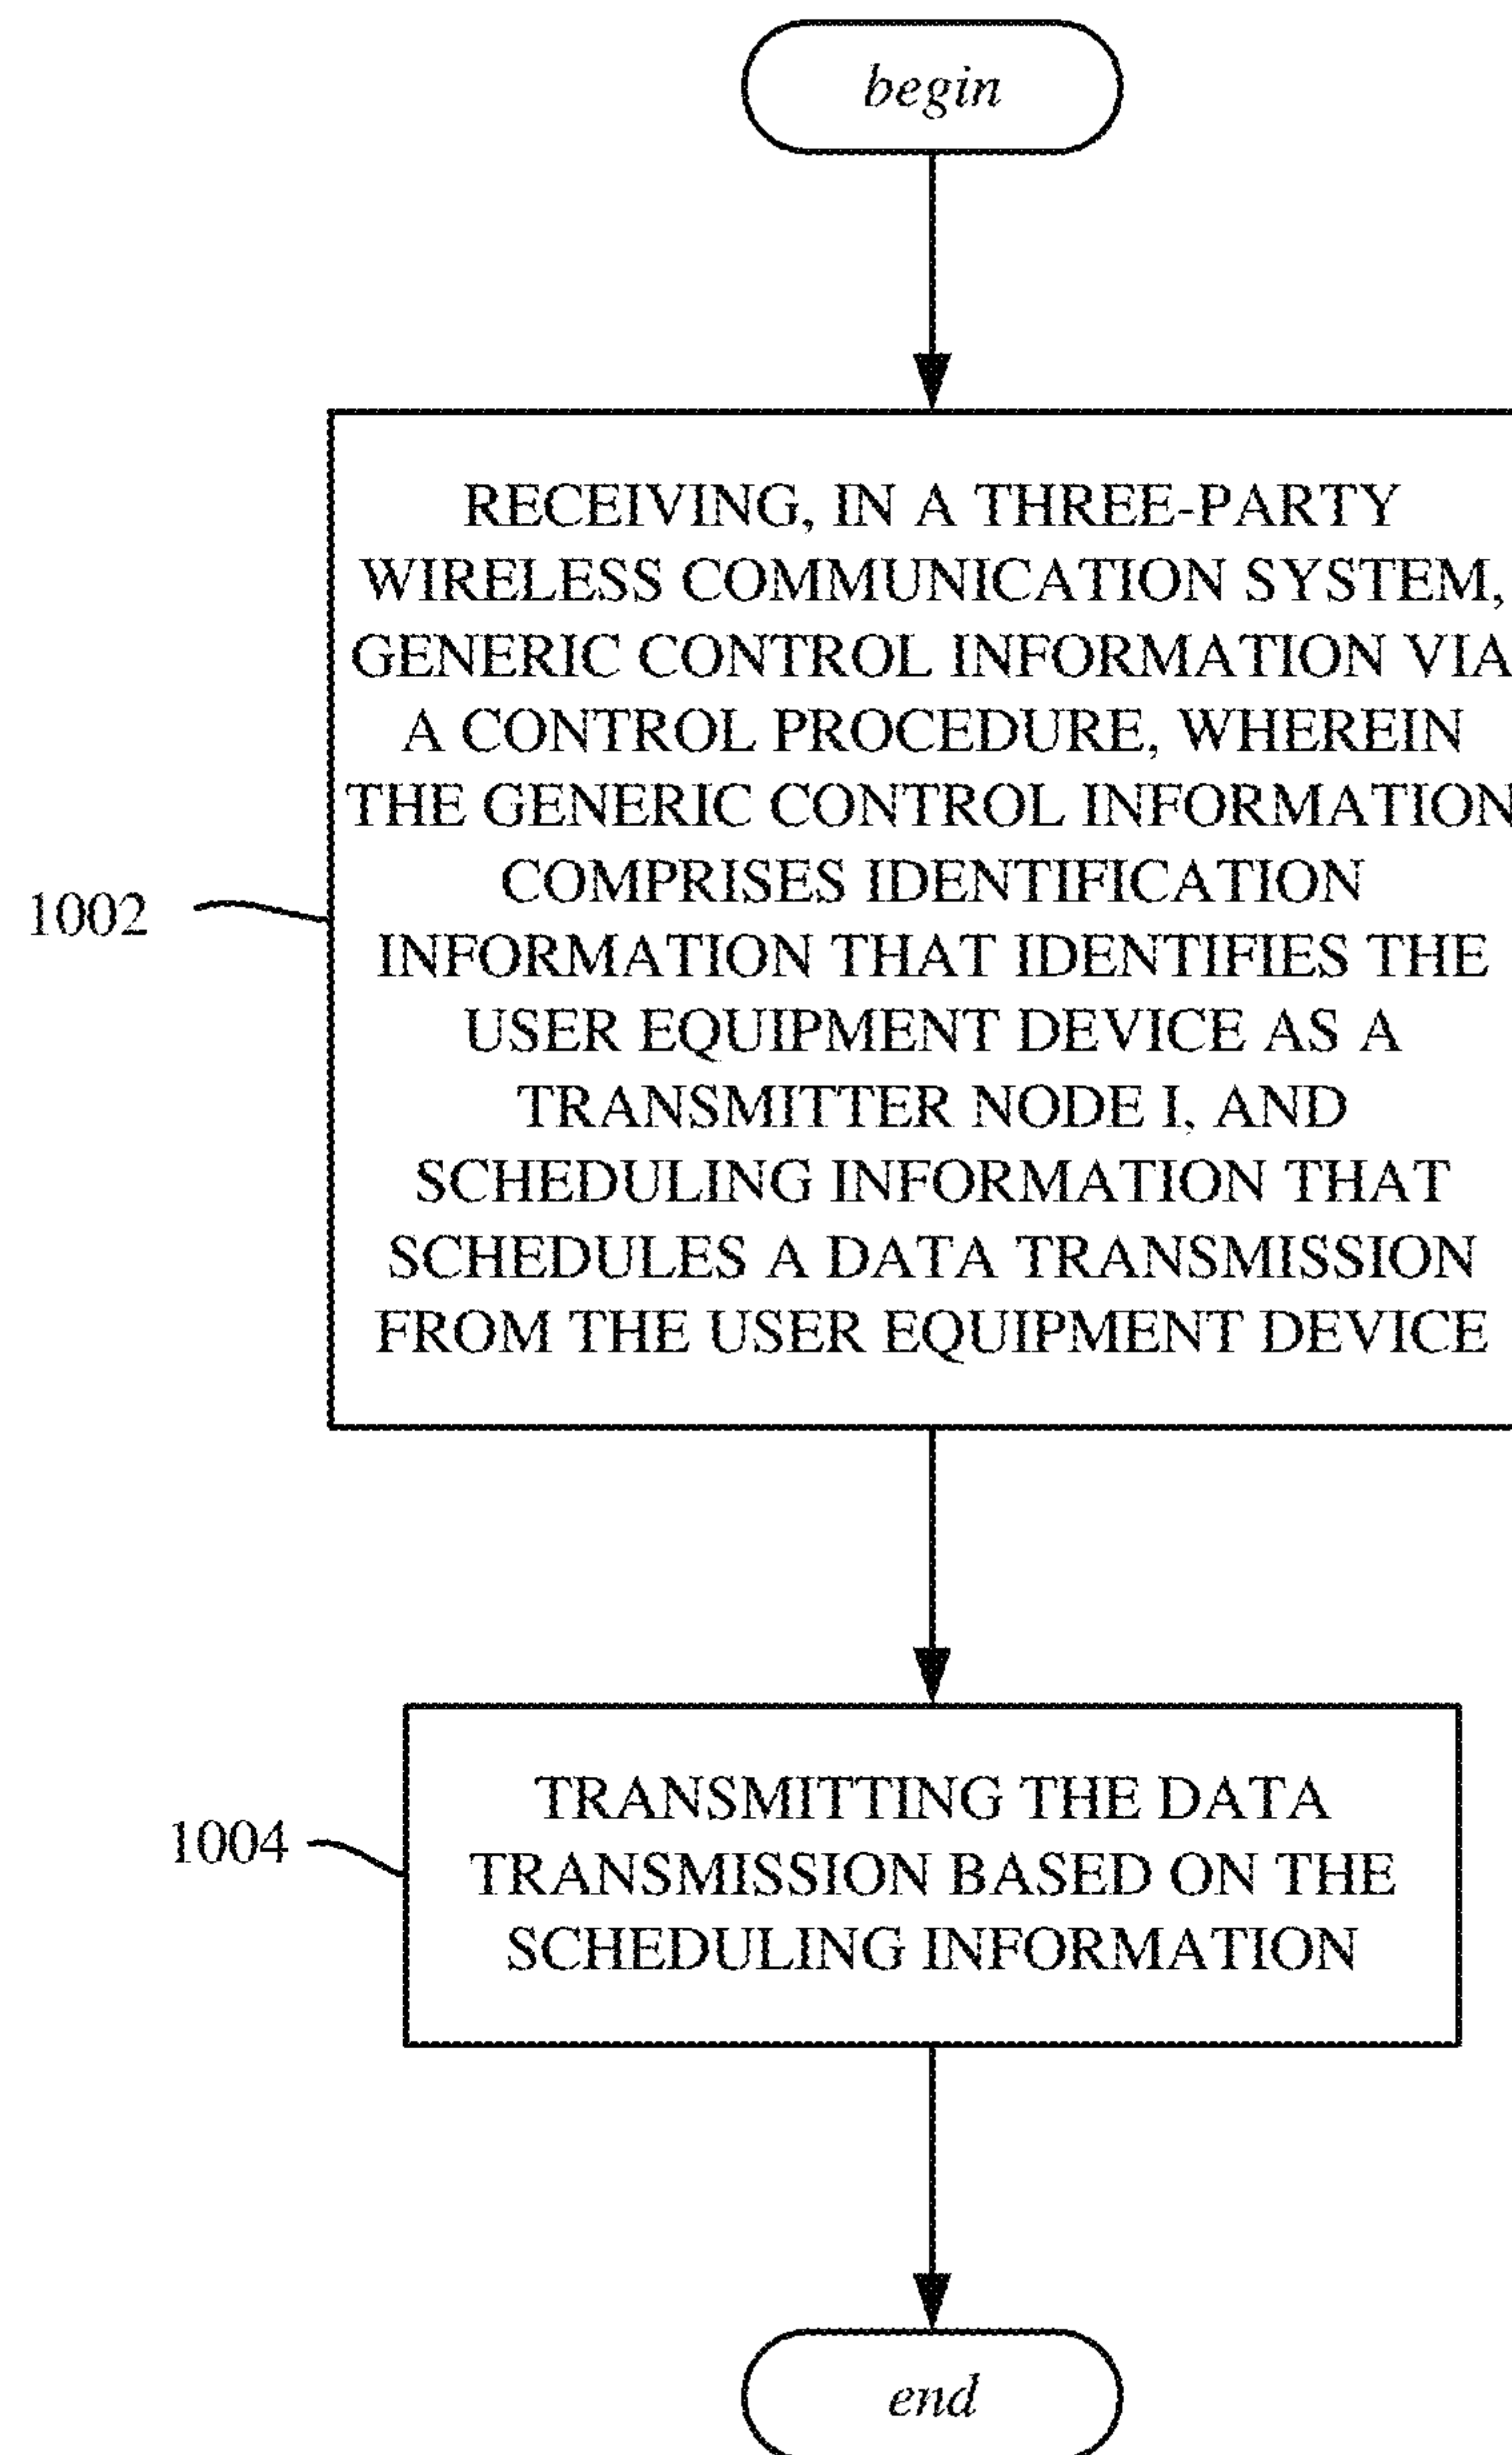 begin
RECEIVING, IN A THREE-PARTY
WIRELESS COMMUNICATION SYSTEM,
GENERIC CONTROL INFORMATION VIA
A CONTROL PROCEDURE, WHEREIN
THE GENERIC CONTROL INFORMATION
COMPRISES IDENTIFICATION
INFORMATION THAT IDENTIFIES THE
USER EQUIPMENT DEVICE AS A
TRANSMITTER NODE I, AND
SCHEDULING INFORMATION THAT
SCHEDULES A DATA TRANSMISSION
FROM THE USER EQUIPMENT DEVICE
1002
TRANSMITTING THE DATA
TRANSMISSION BASED ON THE
SCHEDULING INFORMATION
1004
end